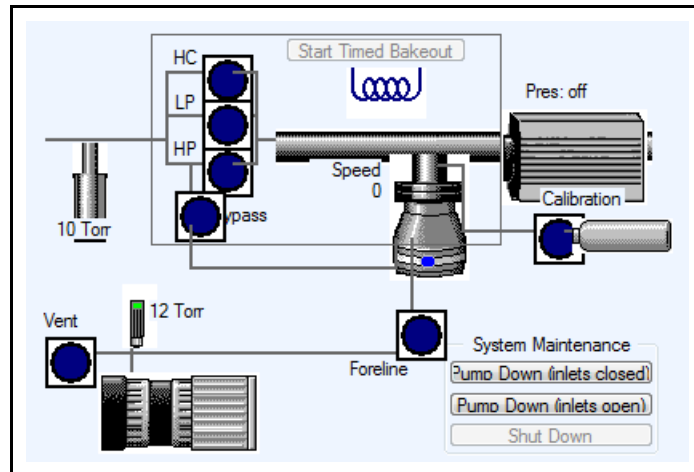 HC
Start Timed Bakeout
LP
Pres: off
HP
Speed
0
Calibration
ypass
10 Torr
12 Torr
Vent
Foreline
System Maintenance
Pump Down (inlets closed)
Pump Down (inlets open)
Shut Down